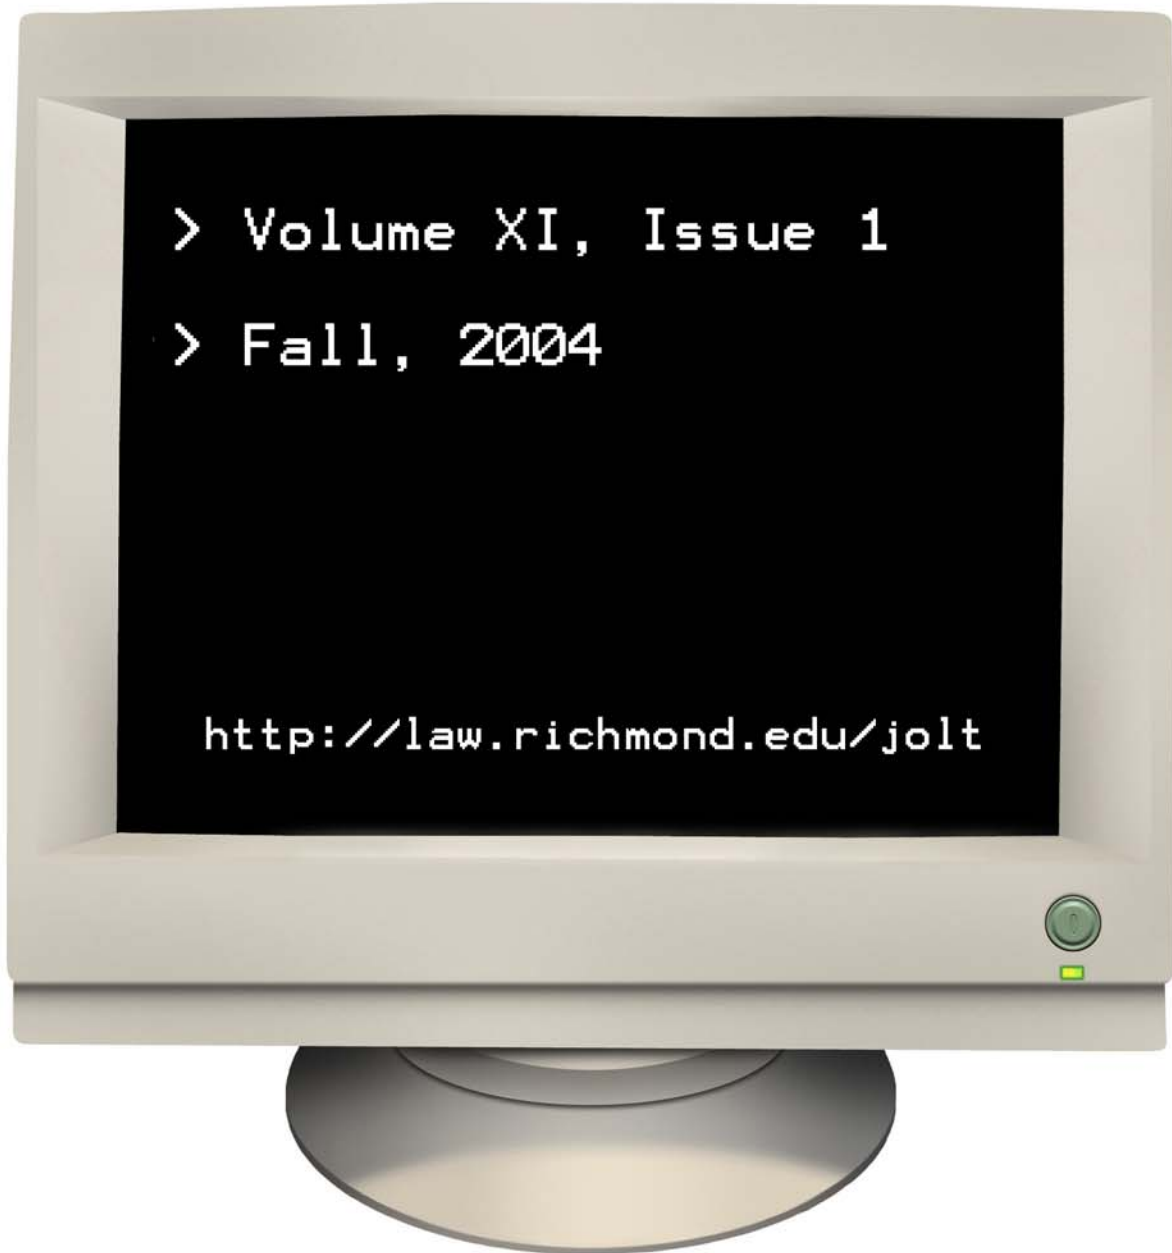 > Volume XI, Issue 1
> Fall, 2004
http://law.richmond.edu/jolt